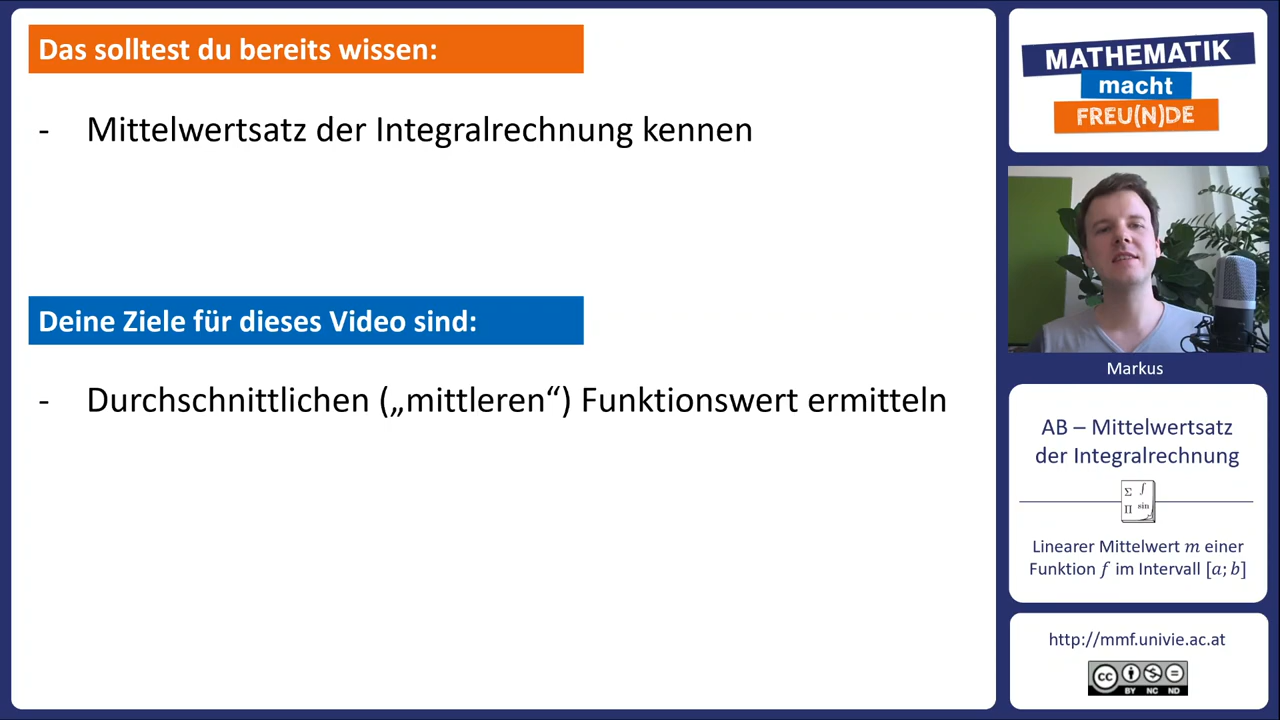 Das solltest du bereits wissen:
- Mittelwertsatz der Integralrechnung kennen
Deine Ziele für dieses Video sind:
- Durchschnittlichen („mittleren“) Funktionswert ermitteln
MATHEMATIK
macht
FREU(N)DE
Markus
AB – Mittelwertsatz
der Integralrechnung
Σ ∫
Π sin
Linearer Mittelwert m einer
Funktion f im Intervall [a; b]
http://mmf.univie.ac.at
cc
BY NC ND